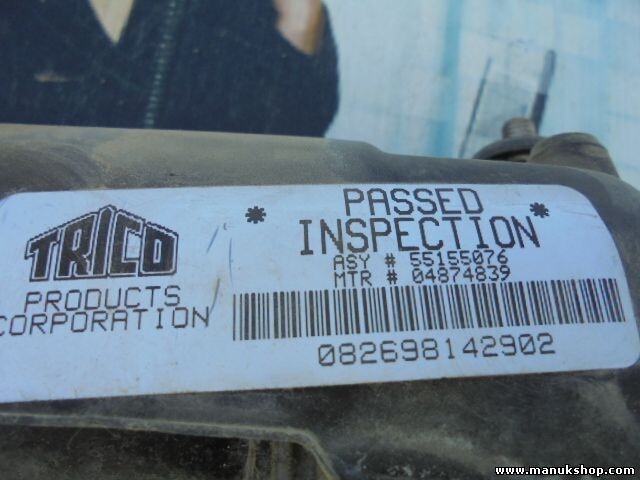 TRICO
PRODUCTS
CORPORATION
* PASSED *
INSPECTION
ASY # 55155076
MTR # 04874839
082698142902
www.manukshop.com